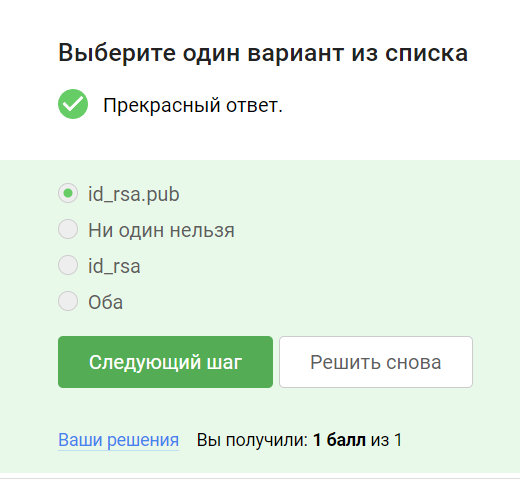 Выберите один вариант из списка
Прекрасный ответ.
id_rsa.pub
Ни один нельзя
id_rsa
Оба
Следующий шаг Решить снова
Ваши решения Вы получили: 1 балл из 1